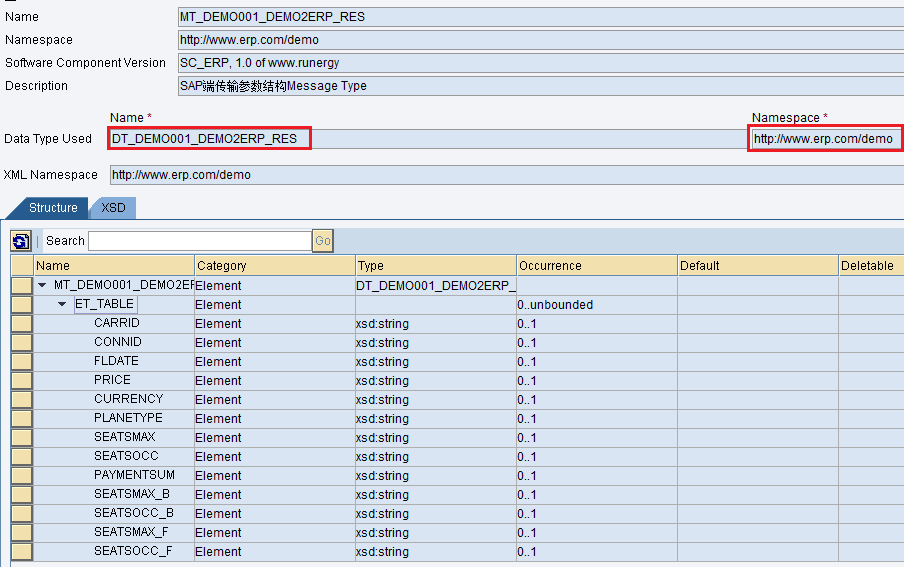 Name MT_DEMO001_DEMO2ERP_RES
Namespace http://www.erp.com/demo
Software Component Version SC_ERP, 1.0 of www.runergy
Description SAP端传输参数结构Message Type
Name * Namespace *
Data Type Used DT_DEMO001_DEMO2ERP_RES http://www.erp.com/demo
XML Namespace http://www.erp.com/demo
Structure XSD
Search Go
Name Category Type Occurrence Default Deletable
MT_DEMO001_DEMO2EF Element DT_DEMO001_DEMO2ERP_
ET_TABLE Element 0..unbounded
CARRID Element xsd:string 0..1
CONNID Element xsd:string 0..1
FLDATE Element xsd:string 0..1
PRICE Element xsd:string 0..1
CURRENCY Element xsd:string 0..1
PLANETYPE Element xsd:string 0..1
SEATSMAX Element xsd:string 0..1
SEATSOCC Element xsd:string 0..1
PAYMENTSUM Element xsd:string 0..1
SEATSMAX_B Element xsd:string 0..1
SEATSOCC_B Element xsd:string 0..1
SEATSMAX_F Element xsd:string 0..1
SEATSOCC_F Element xsd:string 0..1